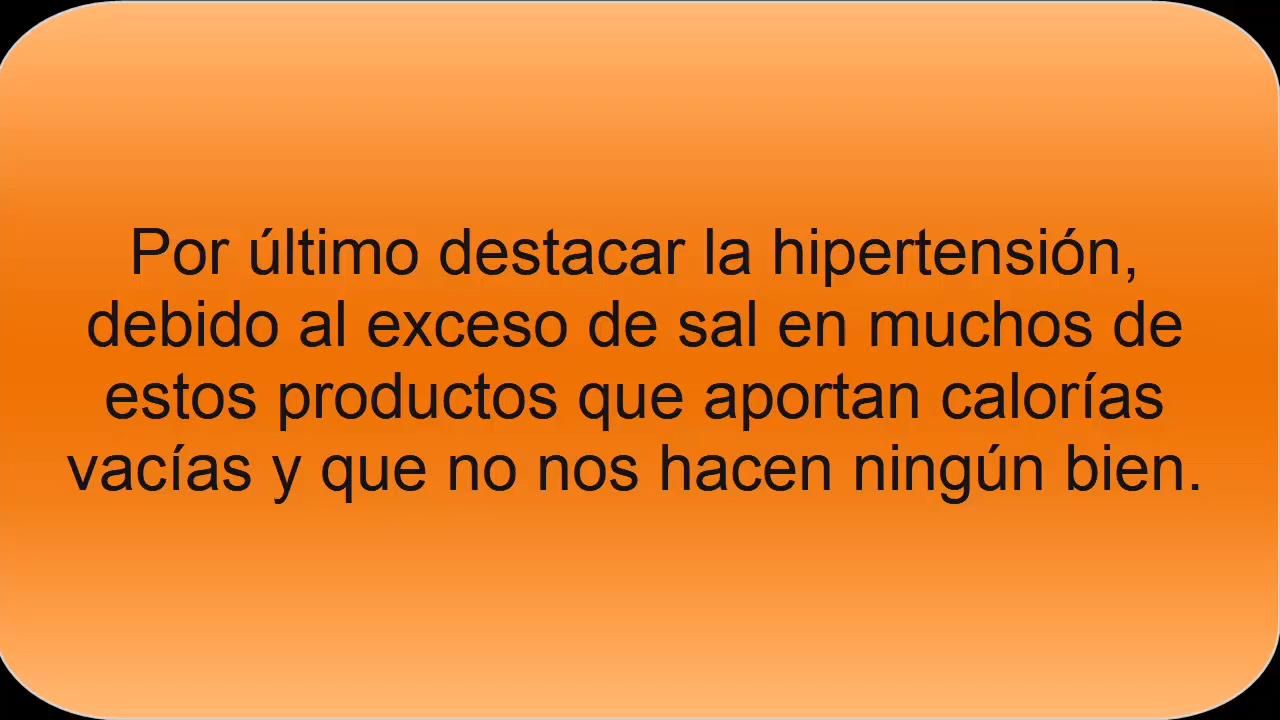 Por último destacar la hipertensión,
debido al exceso de sal en muchos de
estos productos que aportan calorías
vacías y que no nos hacen ningún bien.